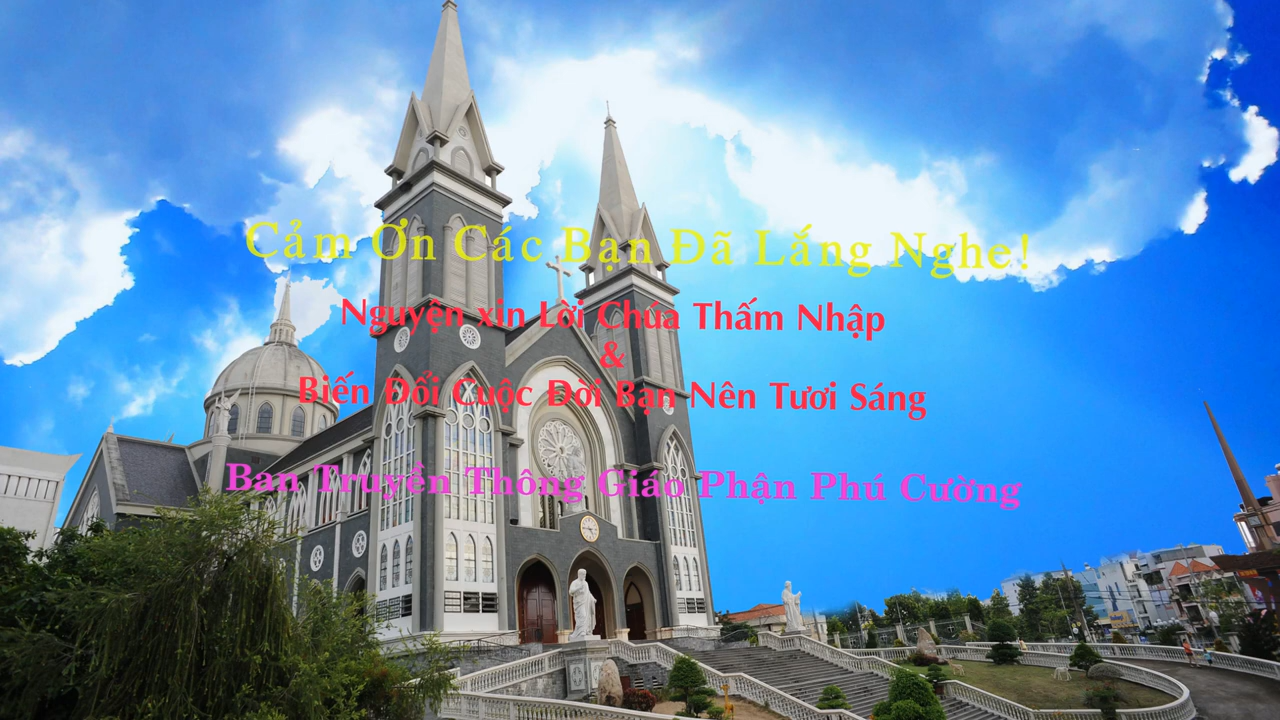 Cảm Ơn Các Bạn Đã Lắng Nghe!
Nguyện xin Lời Chúa Thấm Nhập
&
Biến Đổi Cuộc Đời Bạn Nên Tươi Sáng
Ban Truyền Thông Giáo Phận Phú Cường